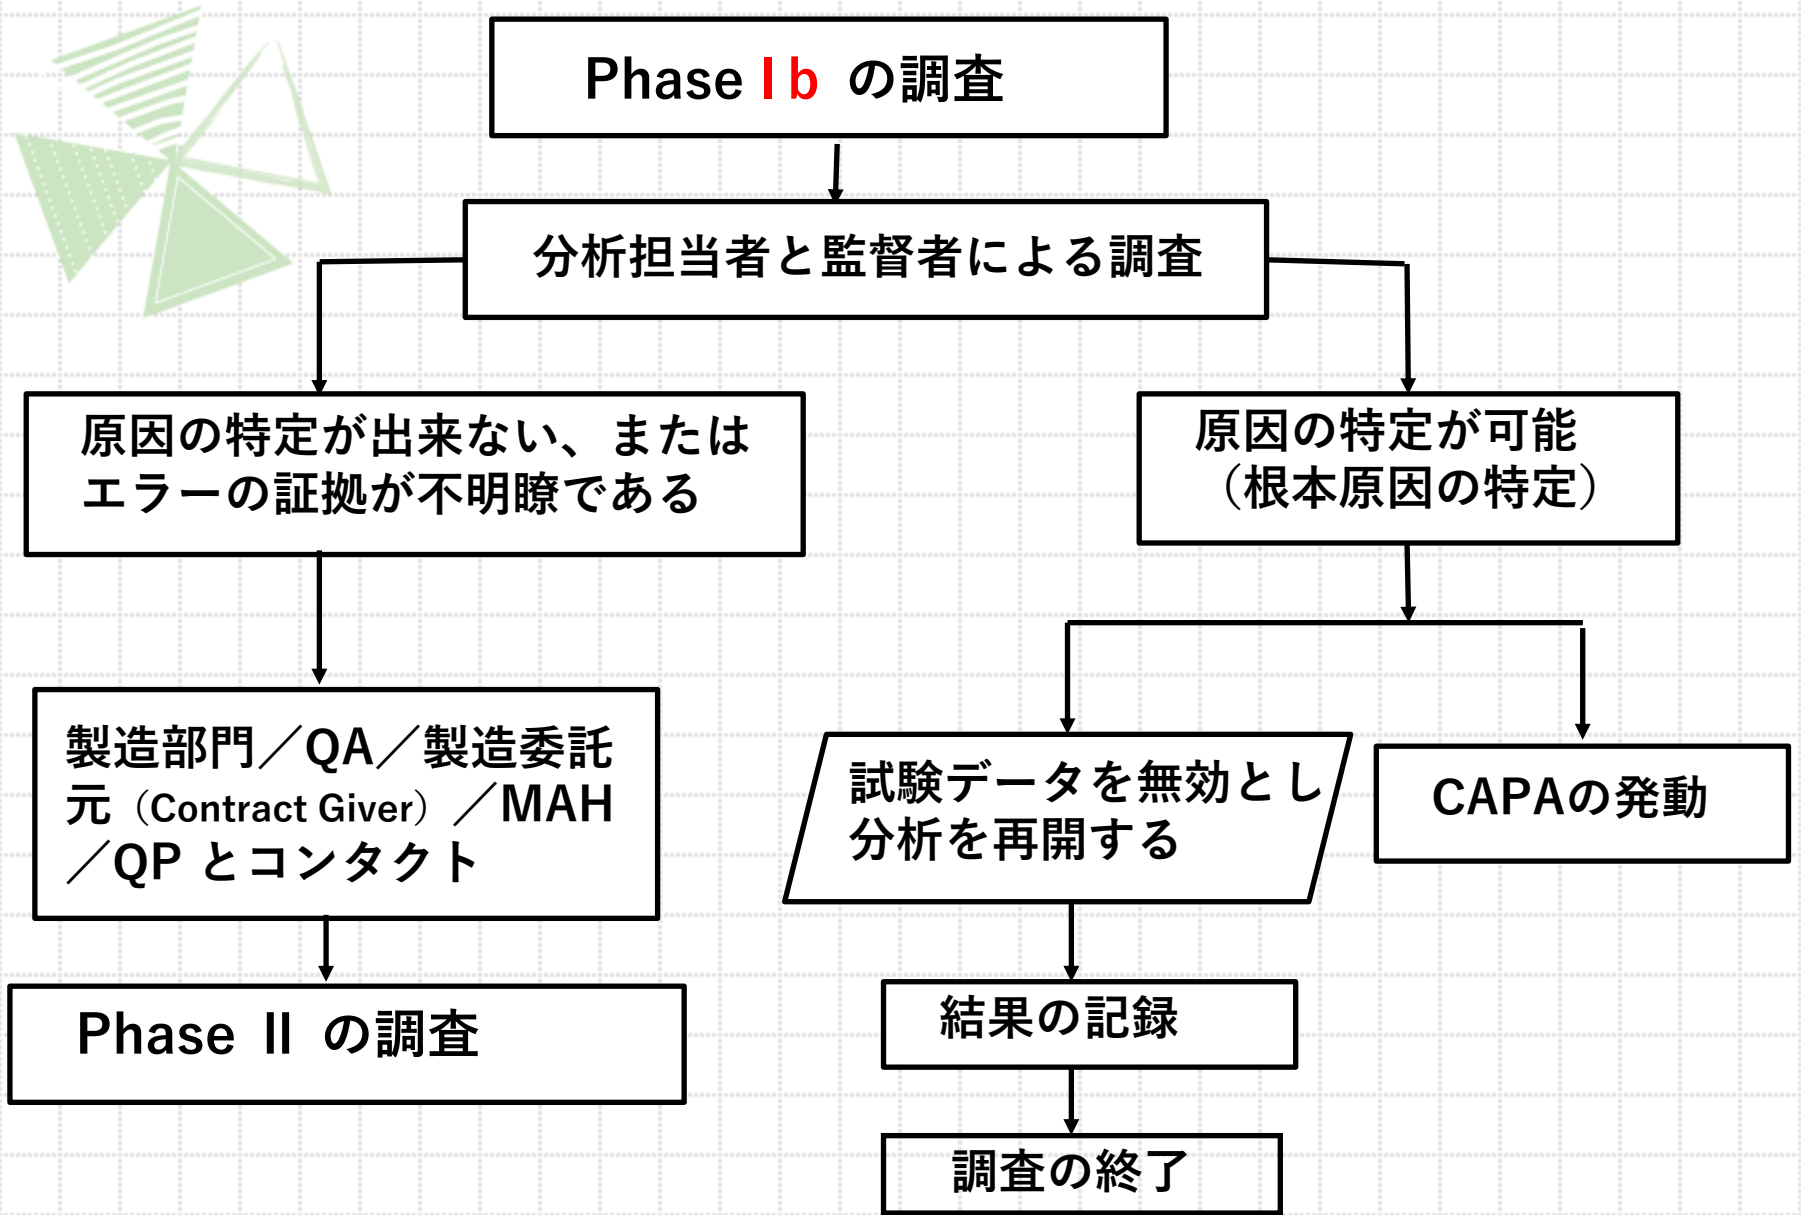 Phase Ⅰb の調査
分析担当者と監督者による調査
原因の特定が出来ない、または
エラーの証拠が不明瞭である
原因の特定が可能
（根本原因の特定）
製造部門／QA／製造委託
元（Contract Giver）／MAH
／QP とコンタクト
試験データを無効とし
分析を再開する
CAPAの発動
Phase Ⅱ の調査
結果の記録
調査の終了